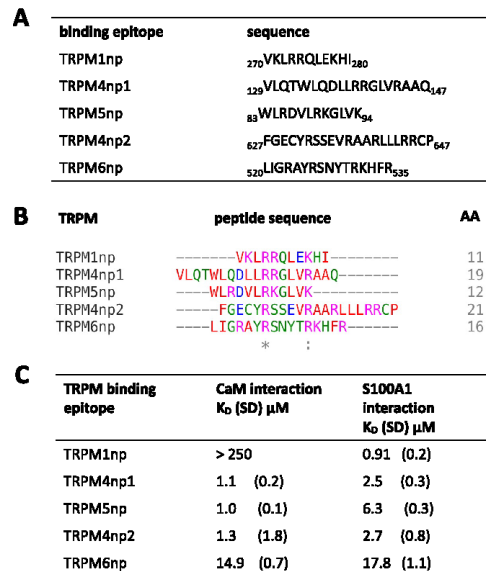 A
binding epitope sequence
TRPM1np 270VKLRRQLEKHI280
TRPM4np1 129VLQTWLQDLLRRGLVRAAQ147
TRPM5np 83WLRDVLRKGLVK94
TRPM4np2 627FGECYRSSEVRAARLLLRRCP647
TRPM6np 520LIGRAYRSNYTRKHFR535
B TRPM peptide sequence AA
TRPM1np -------VKLRRQLEKHI-------- 11
TRPM4np1 VLQTWLQDLLRRGLVRAAQ------- 19
TRPM5np ----WLRDVLRKGLVK---------- 12
TRPM4np2 -----FGECYRSSEVRAARLLLRRCP 21
TRPM6np ----LIGRAYRSNYTRKHFR------ 16
* :
C
TRPM binding CaM interaction S100A1
epitope KD (SD) μM interaction
KD (SD) μM
TRPM1np > 250 0.91 (0.2)
TRPM4np1 1.1 (0.2) 2.5 (0.3)
TRPM5np 1.0 (0.1) 6.3 (0.3)
TRPM4np2 1.3 (1.8) 2.7 (0.8)
TRPM6np 14.9 (0.7) 17.8 (1.1)